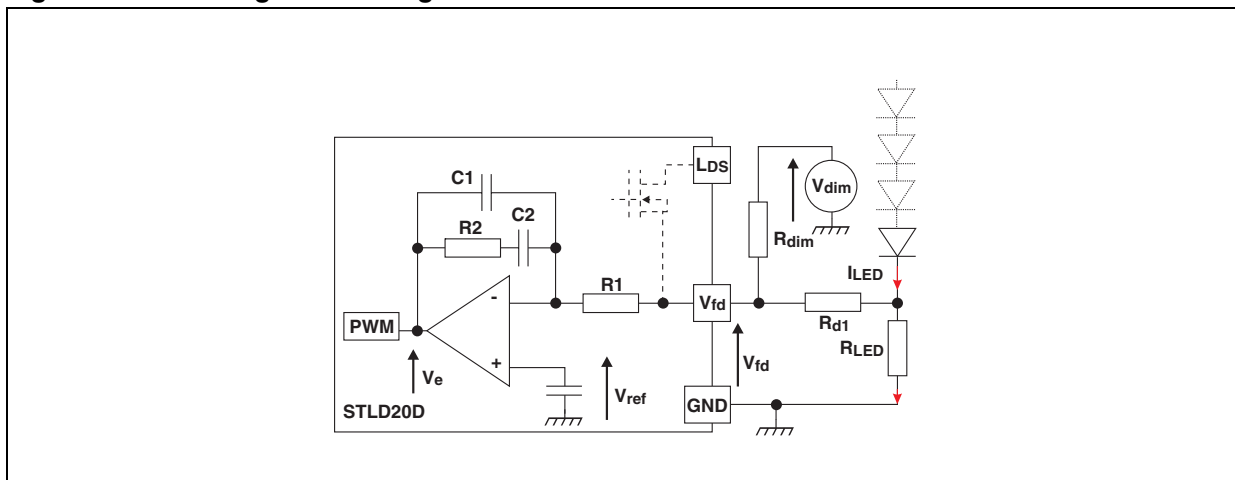 LDS
C1
Vdim
R2
C2
Rdim
ILED
R1
Vfd
Rd1
PWM
-
+
Ve
Vref
Vfd
RLED
GND
STLD20D